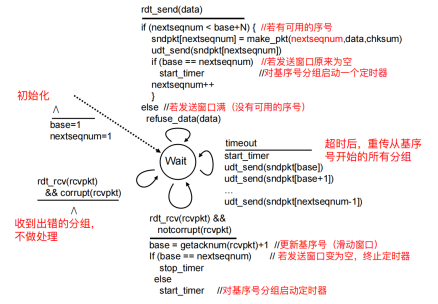 rdt_send(data)
if (nextseqnum < base+N) { //若有可用的序号
sndpkt[nextseqnum] = make_pkt(nextseqnum,data,chksum)
udt_send(sndpkt[nextseqnum])
if (base == nextseqnum) //若发送窗口原来为空
start_timer //对基序号分组启动一个定时器
nextseqnum++
}
else //若发送窗口满（没有可用的序号）
refuse_data(data)
初始化
Λ
base=1
nextseqnum=1
Wait
timeout
start_timer
udt_send(sndpkt[base])
udt_send(sndpkt[base+1])
…
udt_send(sndpkt[nextseqnum-1])
超时后，重传从基序
号开始的所有分组
rdt_rcv(rcvpkt)
&& corrupt(rcvpkt)
Λ
收到出错的分组，
不做处理
rdt_rcv(rcvpkt) &&
notcorrupt(rcvpkt)
base = getacknum(rcvpkt)+1 //更新基序号（滑动窗口）
If (base == nextseqnum) // 若发送窗口变为空，终止定时器
stop_timer
else
start_timer //对基序号分组启动定时器